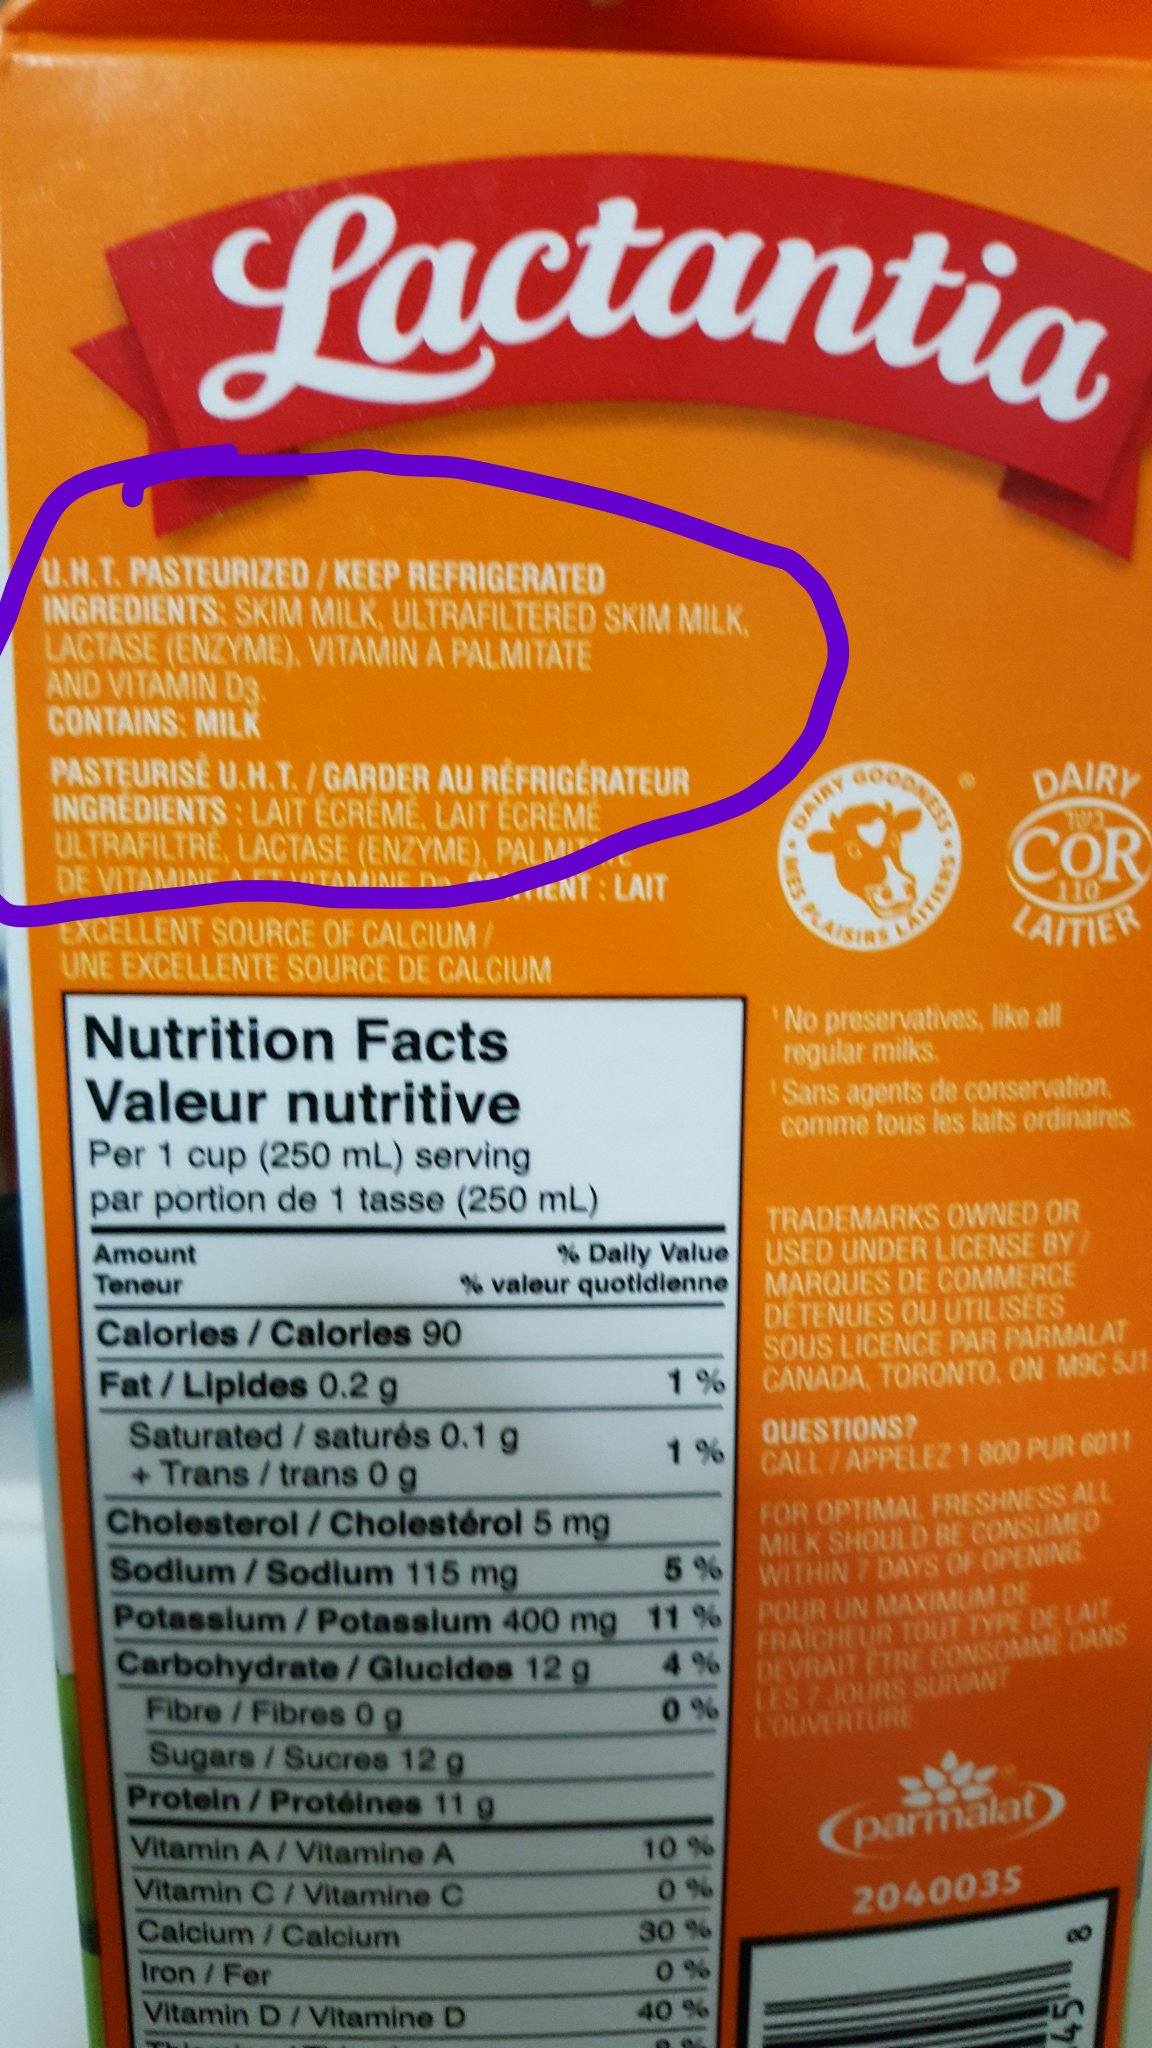 Lactantia
U.H.T. PASTEURIZED / KEEP REFRIGERATED
INGREDIENTS: SKIM MILK, ULTRAFILTERED SKIM MILK,
LACTASE (ENZYME), VITAMIN A PALMITATE
AND VITAMIN D3.
CONTAINS: MILK
PASTEURISÉ U.H.T. / GARDER AU RÉFRIGÉRATEUR
INGRÉDIENTS : LAIT ÉCRÉMÉ, LAIT ÉCRÉMÉ
ULTRAFILTRÉ, LACTASE (ENZYME),
DE VITAMINE A ET VITAMINE : LAIT
EXCELLENT SOURCE OF CALCIUM /
UNE EXCELLENTE SOURCE DE CALCIUM
DAIRY GOODNESS
MES PLAISIRS LAITIERS
DAIRY
כשר
COR
110
LAITIER
Nutrition Facts
Valeur nutritive
Per 1 cup (250 mL) serving
par portion de 1 tasse (250 mL)
Amount % Daily Value
Teneur % valeur quotidienne
Calories / Calories 90
Fat / Lipides 0.2 g 1 %
Saturated / saturés 0.1 g
+ Trans / trans 0 g 1 %
Cholesterol / Cholestérol 5 mg
Sodium / Sodium 115 mg 5 %
Potassium / Potassium 400 mg 11 %
Carbohydrate / Glucides 12 g 4 %
Fibre / Fibres 0 g 0 %
Sugars / Sucres 12 g
Protein / Protéines 11 g
Vitamin A / Vitamine A 10 %
Vitamin C / Vitamine C 0 %
Calcium / Calcium 30 %
Iron / Fer 0 %
Vitamin D / Vitamine D 40 %
1 No preservatives, like all
regular milks.
1 Sans agents de conservation,
comme tous les laits ordinaires.
TRADEMARKS OWNED OR
USED UNDER LICENSE BY /
MARQUES DE COMMERCE
DÉTENUES OU UTILISÉES
SOUS LICENCE PAR PARMALAT
CANADA, TORONTO, ON M9C 5J1
QUESTIONS?
CALL / APPELEZ 1 800 PUR 6011
FOR OPTIMAL FRESHNESS ALL
MILK SHOULD BE CONSUMED
WITHIN 7 DAYS OF OPENING.
POUR UN MAXIMUM DE
FRAÎCHEUR TOUT TYPE DE LAIT
DEVRAIT ÊTRE CONSOMMÉ DANS
LES 7 JOURS SUIVANT
L'OUVERTURE.
parmalat
2040035
8